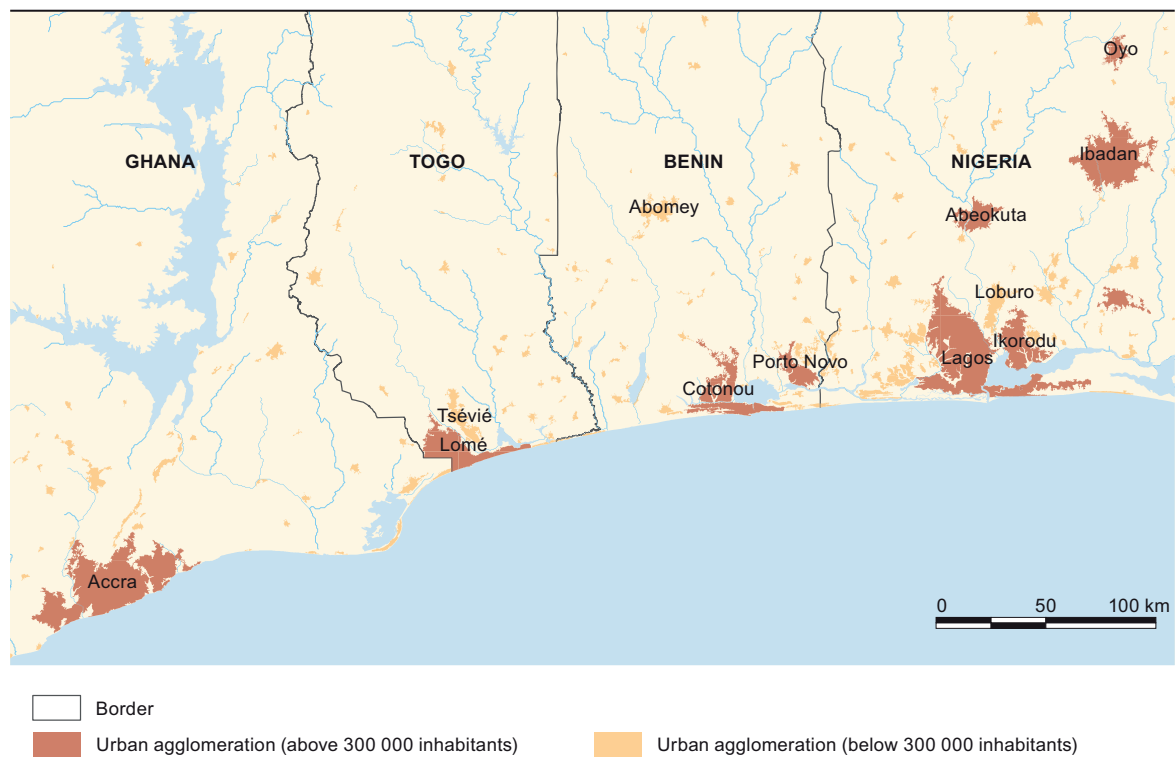 Oyo
Ibadan
GHANA
TOGO
BENIN
NIGERIA
Abomey
Abeokuta
Loburo
Ikorodu
Lagos
Porto Novo
Cotonou
Tsévié
Lomé
Accra
0 50 100 km
Border
Urban agglomeration (above 300 000 inhabitants)
Urban agglomeration (below 300 000 inhabitants)